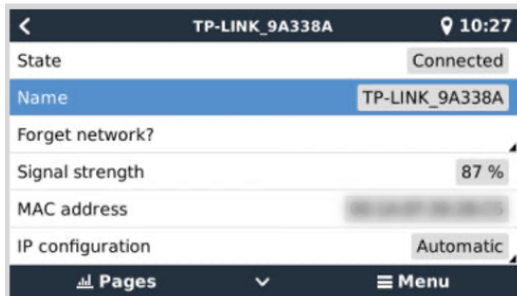 TP-LINK_9A338A 10:27
State Connected
Name TP-LINK_9A338A
Forget network?
Signal strength 87 %
MAC address
IP configuration Automatic
Pages Menu